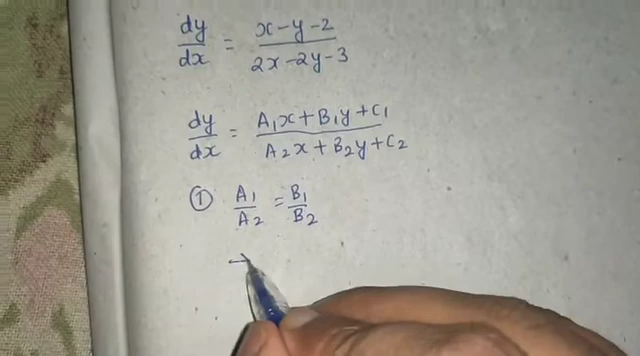 dy/dx = (x-y-2)/(2x-2y-3)
dy/dx = (A₁x+B₁y+C₁)/(A₂x+B₂y+C₂)
① A₁/A₂ = B₁/B₂